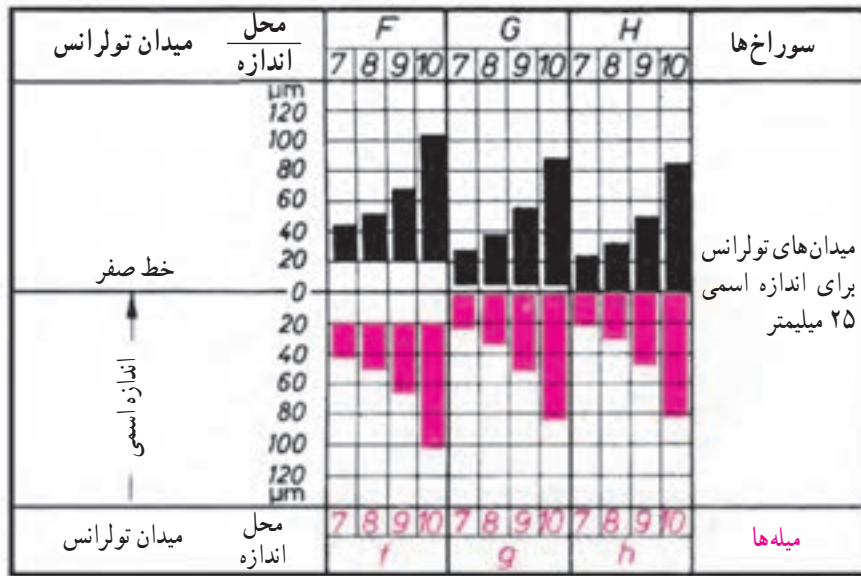 سوراخ‌ها H G F محل میدان تولرانس
7 8 9 10 7 8 9 10 7 8 9 10 اندازه
µm
120
100
80
60
40
20
0
20
40
60
80
100
120
µm
خط صفر
اندازه اسمی
میدان‌های تولرانس
برای اندازه اسمی
۲۵ میلیمتر
میله‌ها 7 8 9 10 7 8 9 10 7 8 9 10 محل میدان تولرانس
f g h اندازه